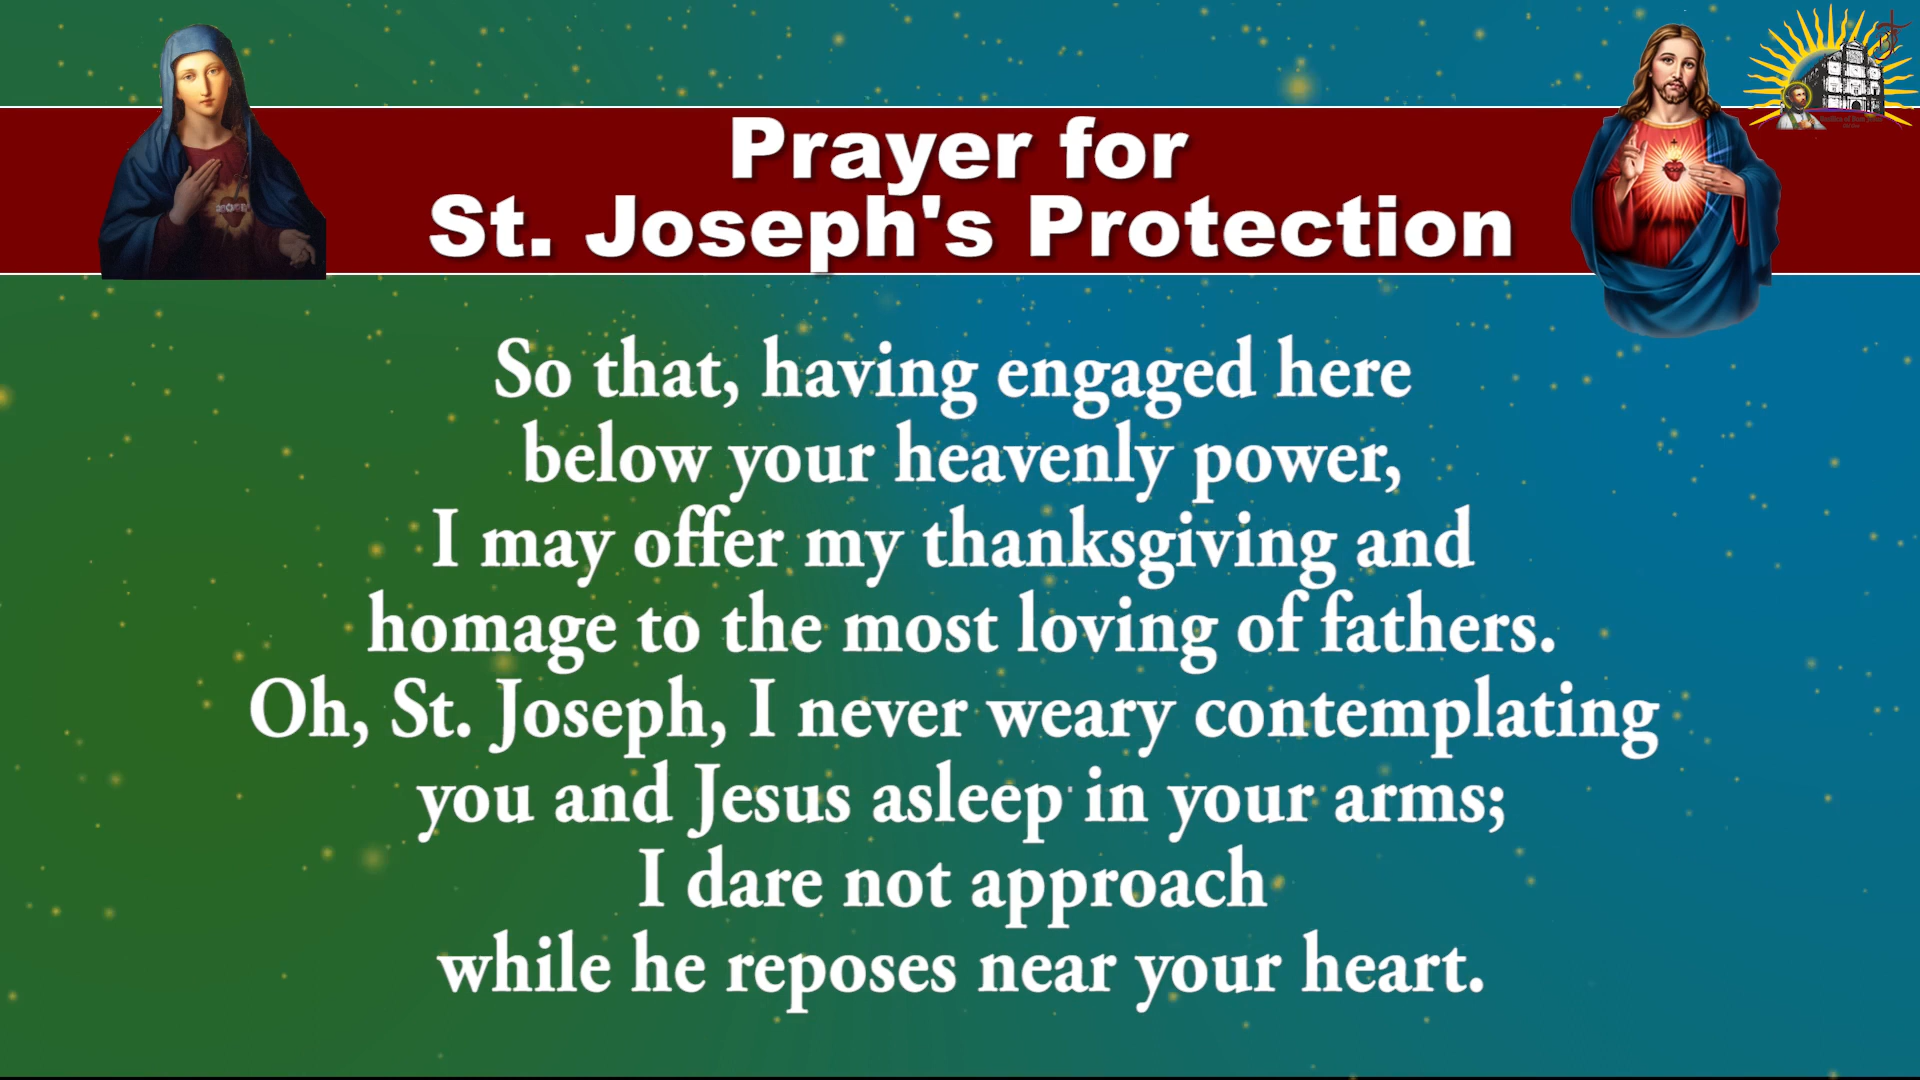 Prayer for
St. Joseph's Protection
So that, having engaged here
below your heavenly power,
I may offer my thanksgiving and
homage to the most loving of fathers.
Oh, St. Joseph, I never weary contemplating
you and Jesus asleep in your arms;
I dare not approach
while he reposes near your heart.